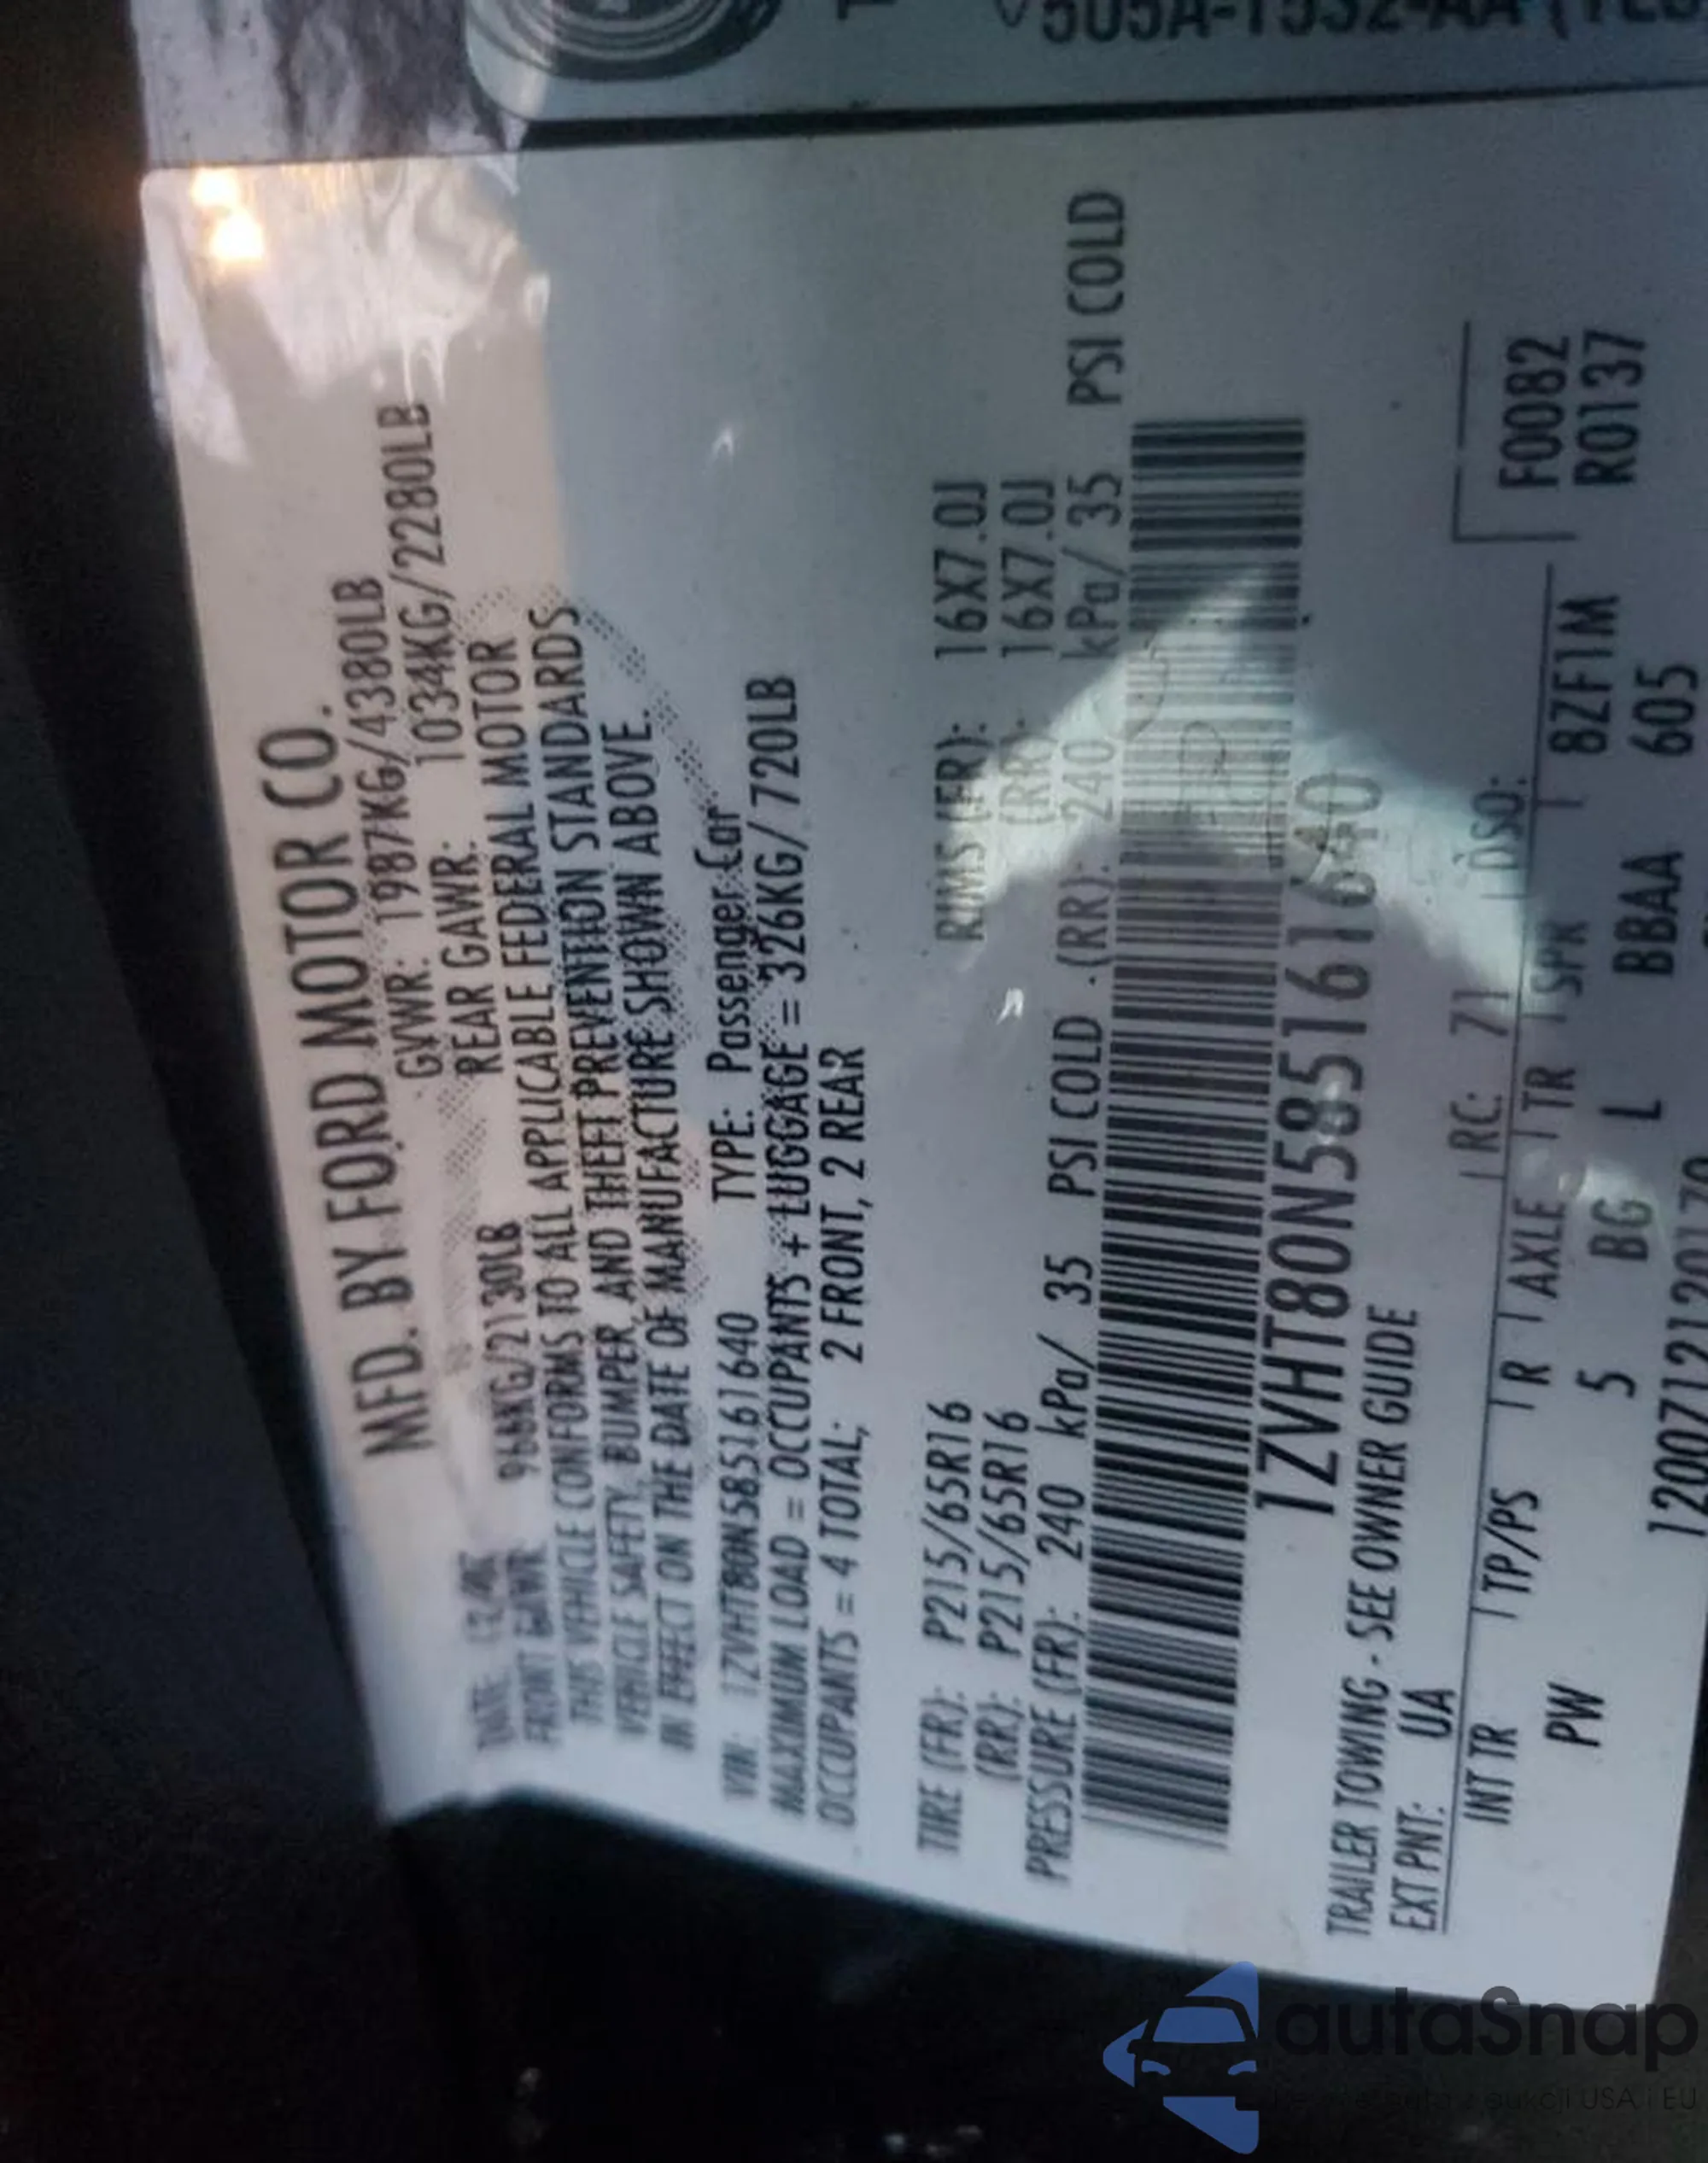 MFD. BY FORD MOTOR CO.
GVWR: 1987KG/4380LB
FRONT GAWR 966KG/2130LB REAR GAWR: 1034KG/2280LB
THIS VEHICLE CONFORMS TO ALL APPLICABLE FEDERAL MOTOR
VEHICLE SAFETY, BUMPER, AND THEFT PREVENTION STANDARDS
IN EFFECT ON THE DATE OF MANUFACTURE SHOWN ABOVE.
VIN: 1ZVHT80N585161640 TYPE: Passenger Car
MAXIMUM LOAD = OCCUPANTS + LUGGAGE = 326KG/ 720LB
OCCUPANTS = 4 TOTAL; 2 FRONT, 2 REAR
TIRE (FR): P215/65R16 RIMS (FR): 16X7.0J
(RR): P215/65R16 (RR): 16X7.0J
PRESSURE (FR): 240 kPa/ 35 PSI COLD (RR): 240 kPa/ 35 PSI COLD
1ZVHT80N585161640
TRAILER TOWING - SEE OWNER GUIDE
EXT PNT: UA RC: 71 DSO:
INT TR TP/PS R AXLE TR SPR F0082
PW 5 BG L BBAA 8ZF1M R0137
605
autaSnap
USA i EU